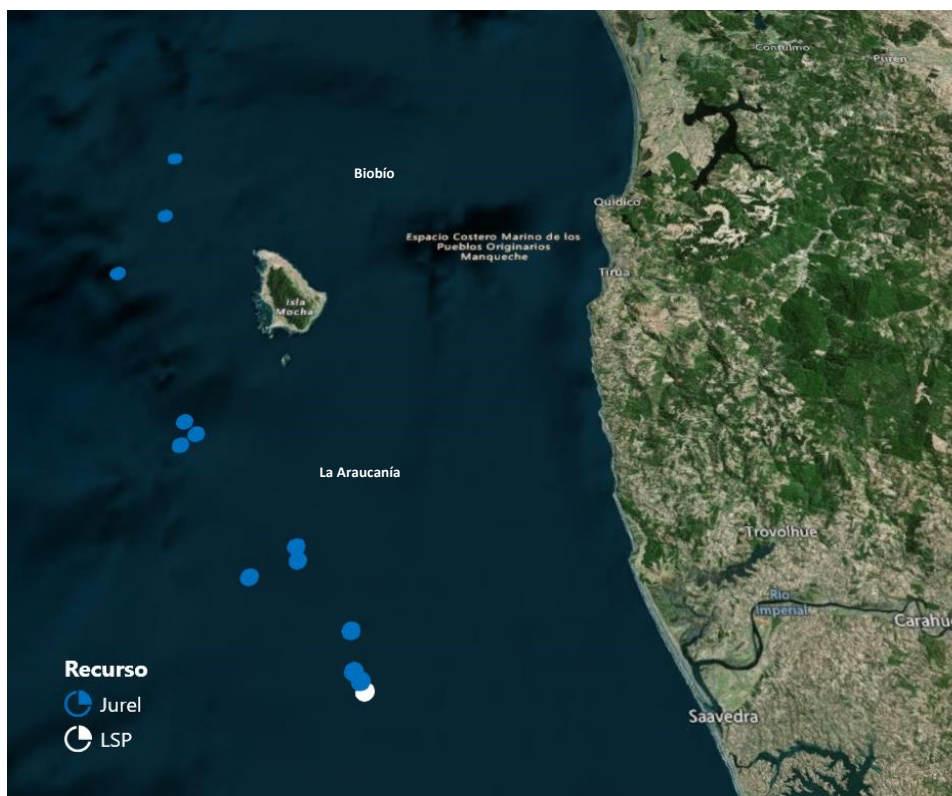 Contulmo
Purén
Biobío
Quidico
Espacio Costero Marino de los
Pueblos Originarios
Manqueche
Tirúa
Isla
Mocha
La Araucanía
Trovolhue
Río
Imperial
Carahue
Saavedra
Recurso
Jurel
LSP